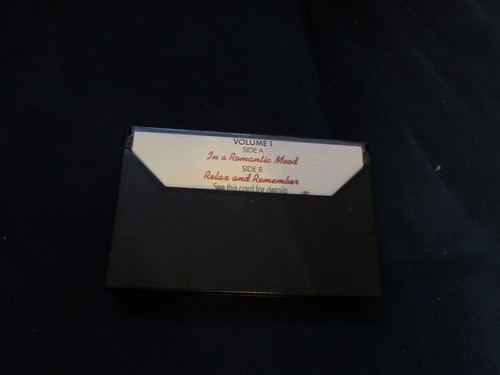 VOLUME 1
SIDE A
In a Romantic Mood
SIDE B
Relax and Remember
See this card for details